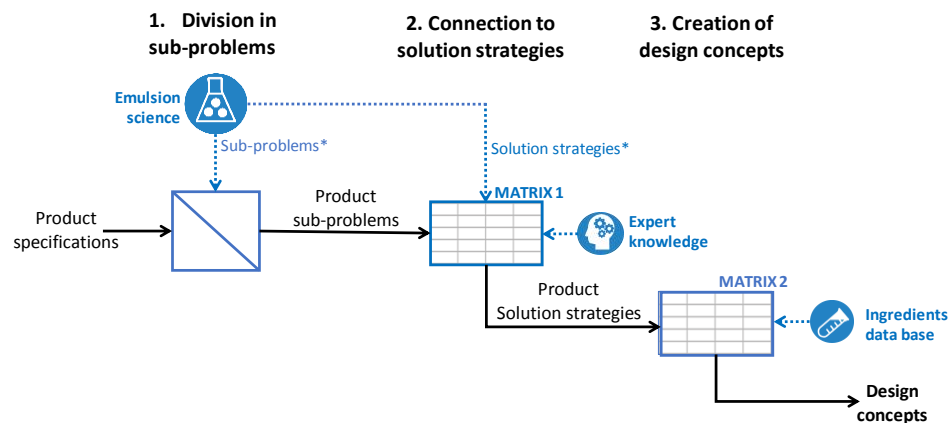 1. Division in
sub-problems
2. Connection to
solution strategies
3. Creation of
design concepts
Emulsion
science
Sub-problems*
Solution strategies*
MATRIX 1
Product
specifications
Product
sub-problems
Expert
knowledge
Product
Solution strategies
MATRIX 2
Ingredients
data base
Design
concepts